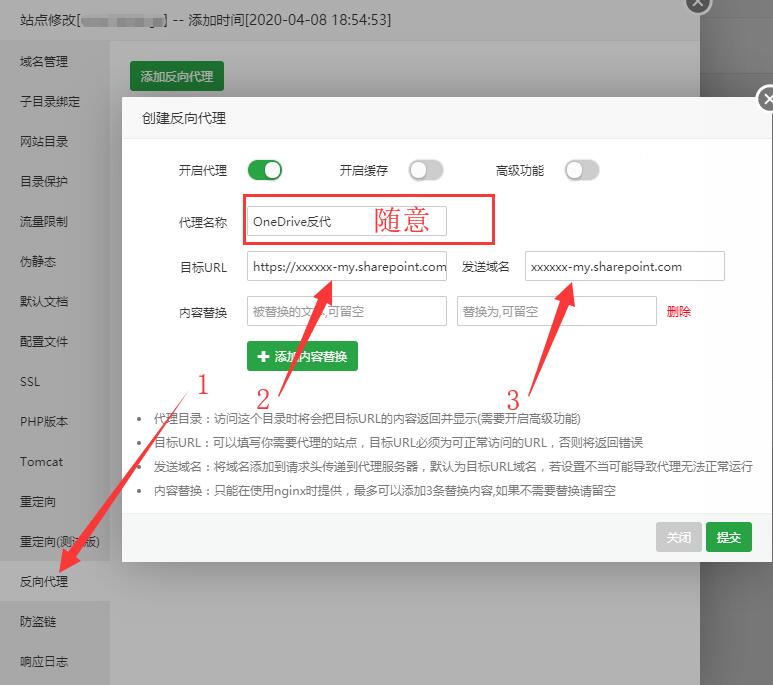 站点修改[] -- 添加时间[2020-04-08 18:54:53]
域名管理
子目录绑定
网站目录
目录保护
流量限制
伪静态
默认文档
配置文件
SSL
PHP版本
Tomcat
重定向
重定向(测试版)
反向代理
防盗链
响应日志
添加反向代理
创建反向代理
开启代理 开启缓存 高级功能
代理名称 OneDrive反代 随意
目标URL https://xxxxxx-my.sharepoint.com 发送域名 xxxxxx-my.sharepoint.com
内容替换 被替换的文本,可留空 替换为,可留空 删除
添加内容替换
1
2
3
代理目录：访问这个目录时将会把目标URL的内容返回并显示(需要开启高级功能)
目标URL：可以填写你需要代理的站点，目标URL必须为可正常访问的URL，否则将返回错误
发送域名：将域名添加到请求头传递到代理服务器，默认为目标URL域名，若设置不当可能导致代理无法正常运行
内容替换：只能在使用nginx时提供，最多可以添加3条替换内容,如果不需要替换请留空
关闭 提交